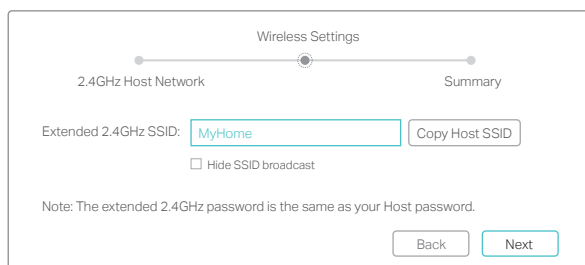 Wireless Settings
2.4GHz Host Network
Summary
Extended 2.4GHz SSID: MyHome Copy Host SSID
Hide SSID broadcast
Note: The extended 2.4GHz password is the same as your Host password.
Back Next